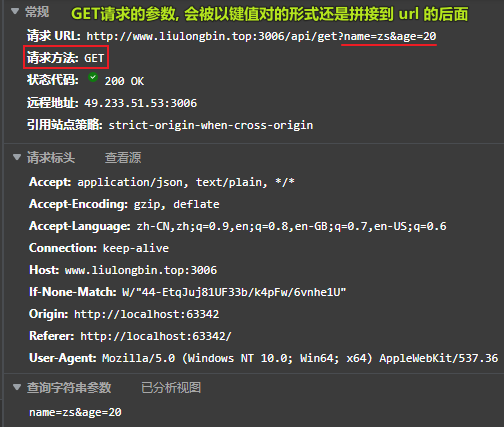 GET请求的参数, 会被以键值对的形式还是拼接到 url 的后面
常规
请求 URL: http://www.liulongbin.top:3006/api/get?name=zs&age=20
请求方法: GET
状态代码: 200 OK
远程地址: 49.233.51.53:3006
引用站点策略: strict-origin-when-cross-origin
请求标头 查看源
Accept: application/json, text/plain, */*
Accept-Encoding: gzip, deflate
Accept-Language: zh-CN,zh;q=0.9,en;q=0.8,en-GB;q=0.7,en-US;q=0.6
Connection: keep-alive
Host: www.liulongbin.top:3006
If-None-Match: W/"44-EtqJuj81UF33b/k4pFw/6vnhe1U"
Origin: http://localhost:63342
Referer: http://localhost:63342/
User-Agent: Mozilla/5.0 (Windows NT 10.0; Win64; x64) AppleWebKit/537.36
查询字符串参数 已分析视图
name=zs&age=20